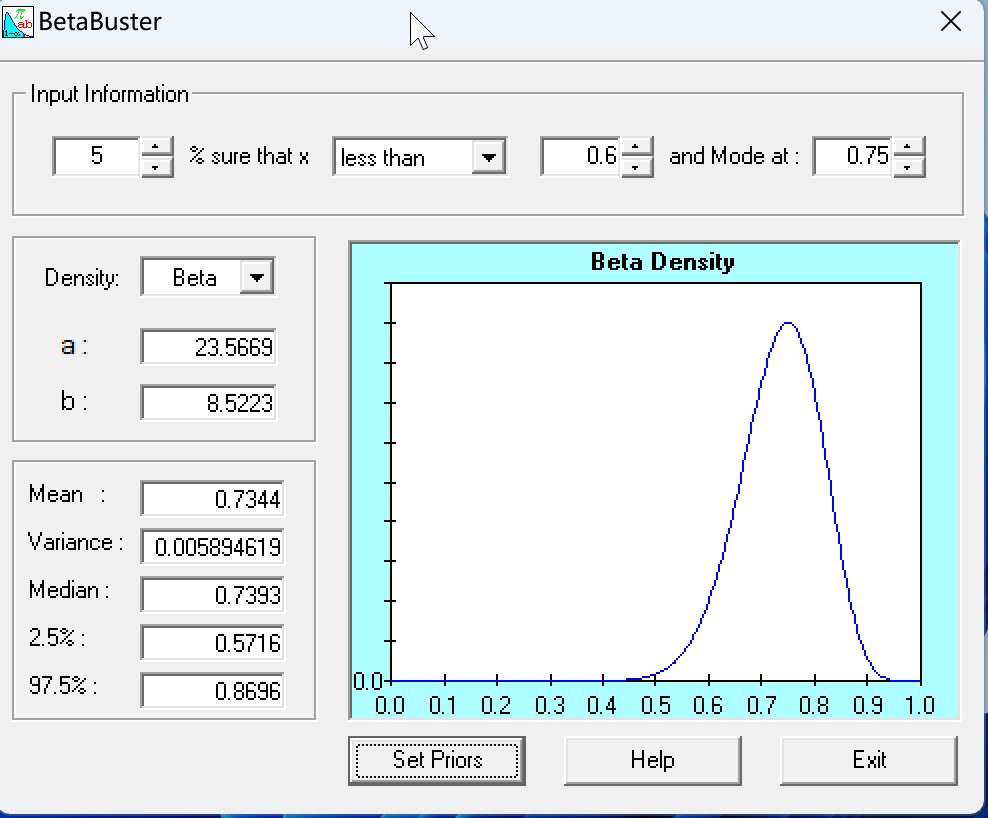 BetaBuster
Input Information
5 % sure that x less than 0.6 and Mode at : 0.75
Density: Beta
a : 23.5669
b : 8.5223
Mean : 0.7344
Variance : 0.005894619
Median : 0.7393
2.5% : 0.5716
97.5% : 0.8696
Beta Density
0.0
0.0 0.1 0.2 0.3 0.4 0.5 0.6 0.7 0.8 0.9 1.0
Set Priors Help Exit